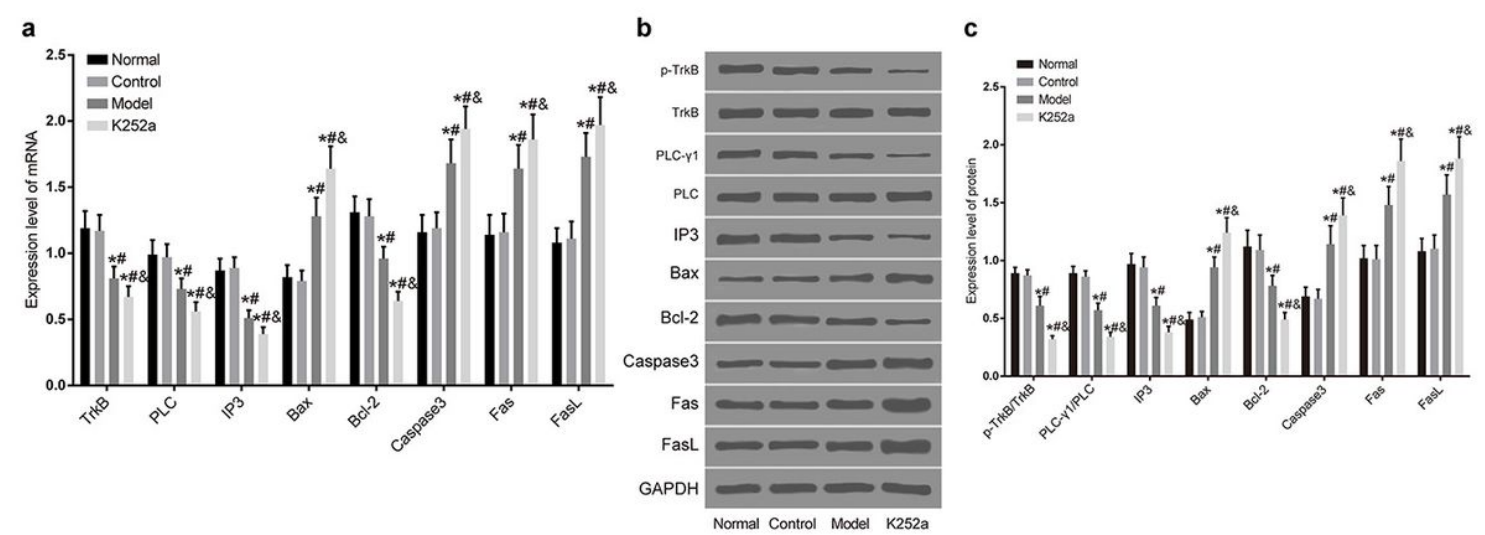 a
2.5
2.0
1.5
1.0
0.5
0.0
Expression level of mRNA
Normal
Control
Model
K252a
*#
*#&
*#
*#&
*#
*#&
*#
*#&
*#
*#&
*#
*#&
*#
*#&
*#
*#&
TrkB
PLC
IP3
Bax
Bcl-2
Caspase3
Fas
FasL
b
p-TrkB
TrkB
PLC-γ1
PLC
IP3
Bax
Bcl-2
Caspase3
Fas
FasL
GAPDH
Normal Control Model K252a
c
2.5
2.0
1.5
1.0
0.5
0.0
Expression level of protein
Normal
Control
Model
K252a
*#
*#&
*#
*#&
*#
*#&
*#
*#&
*#
*#&
*#
*#&
*#
*#&
*#
*#&
p-TrkB/TrkB
PLC-γ1/PLC
IP3
Bax
Bcl-2
Caspase3
Fas
FasL